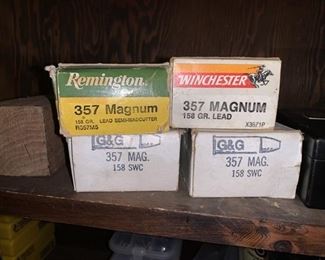 Remington
357 Magnum
158 GR. LEAD SEMI-WADCUTTER
R357M5
WINCHESTER
357 MAGNUM
158 GR. LEAD
X3571P
G&G
357 MAG.
158 SWC
G&G
357 MAG.
158 SWC